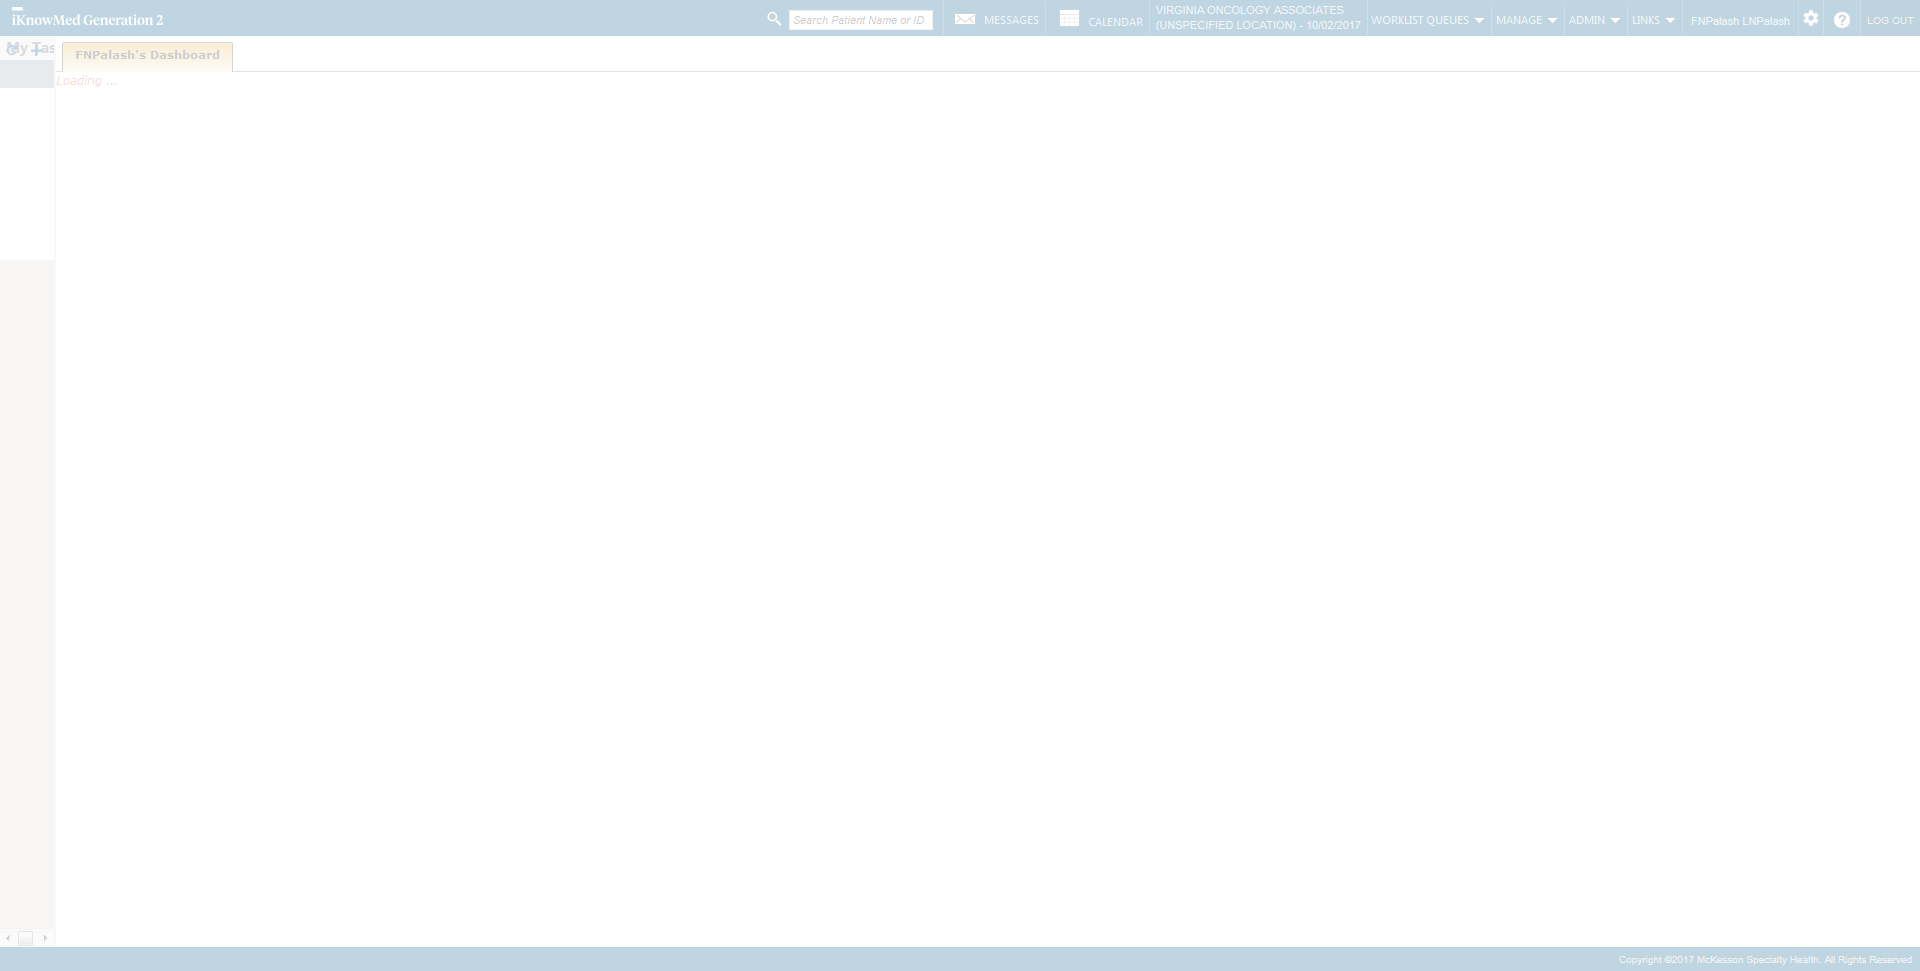 iKnowMed Generation 2
Search Patient Name or ID
MESSAGES
CALENDAR
VIRGINIA ONCOLOGY ASSOCIATES
(UNSPECIFIED LOCATION) - 10/02/2017
WORKLIST QUEUES
MANAGE
ADMIN
LINKS
FNPalash LNPalash
LOG OUT
My Tas
FNPalash's Dashboard
Loading ...
Copyright ©2017 McKesson Specialty Health. All Rights Reserved